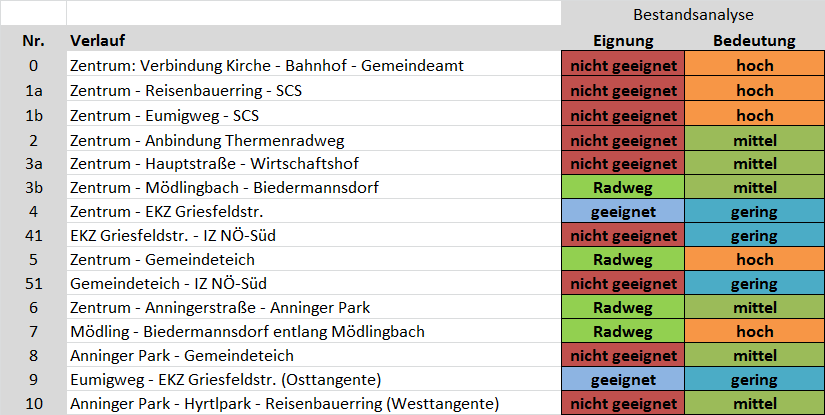 Bestandsanalyse
Nr. Verlauf Eignung Bedeutung
0 Zentrum: Verbindung Kirche - Bahnhof - Gemeindeamt nicht geeignet hoch
1a Zentrum - Reisenbauerring - SCS nicht geeignet hoch
1b Zentrum - Eumigweg - SCS nicht geeignet hoch
2 Zentrum - Anbindung Thermenradweg nicht geeignet mittel
3a Zentrum - Hauptstraße - Wirtschaftshof nicht geeignet mittel
3b Zentrum - Mödlingbach - Biedermannsdorf Radweg mittel
4 Zentrum - EKZ Griesfeldstr. geeignet gering
41 EKZ Griesfeldstr. - IZ NÖ-Süd nicht geeignet gering
5 Zentrum - Gemeindeteich Radweg hoch
51 Gemeindeteich - IZ NÖ-Süd nicht geeignet gering
6 Zentrum - Anningerstraße - Anninger Park Radweg mittel
7 Mödling - Biedermannsdorf entlang Mödlingbach Radweg hoch
8 Anninger Park - Gemeindeteich nicht geeignet mittel
9 Eumigweg - EKZ Griesfeldstr. (Osttangente) geeignet gering
10 Anninger Park - Hyrtlpark - Reisenbauerring (Westtangente) nicht geeignet mittel